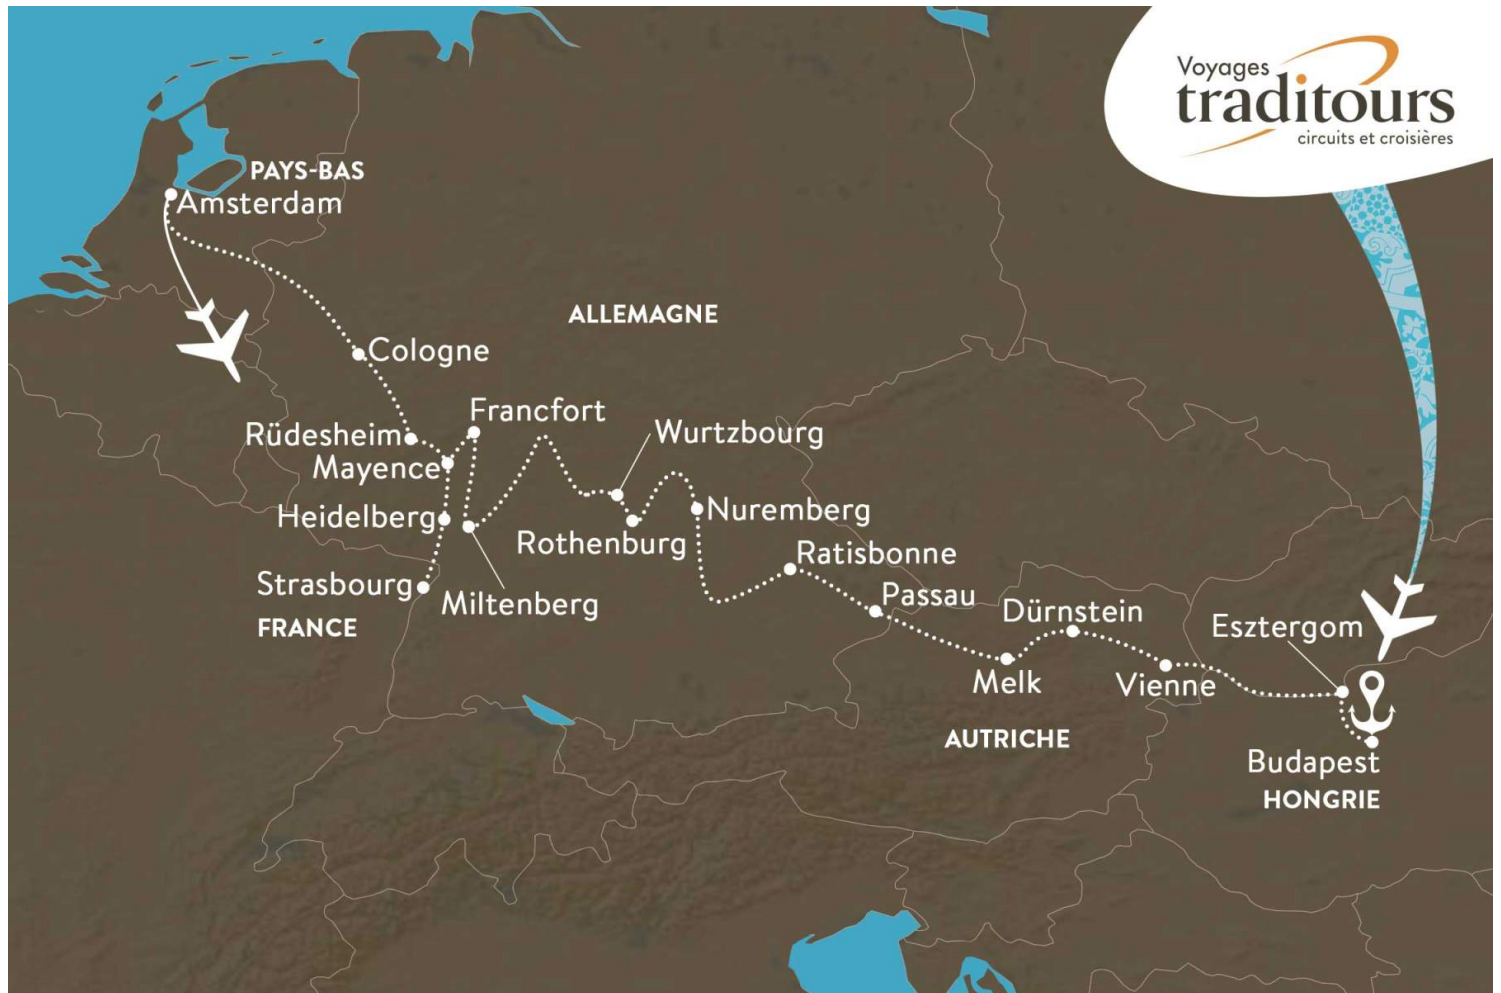 Voyages
traditours
circuits et croisières
PAYS-BAS
Amsterdam
ALLEMAGNE
Cologne
Francfort
Rüdesheim
Wurtzbourg
Mayence
Heidelberg
Nuremberg
Rothenburg
Ratisbonne
Strasbourg
Miltenberg
Passau
FRANCE
Dürnstein
Esztergom
Melk
Vienne
AUTRICHE
Budapest
HONGRIE